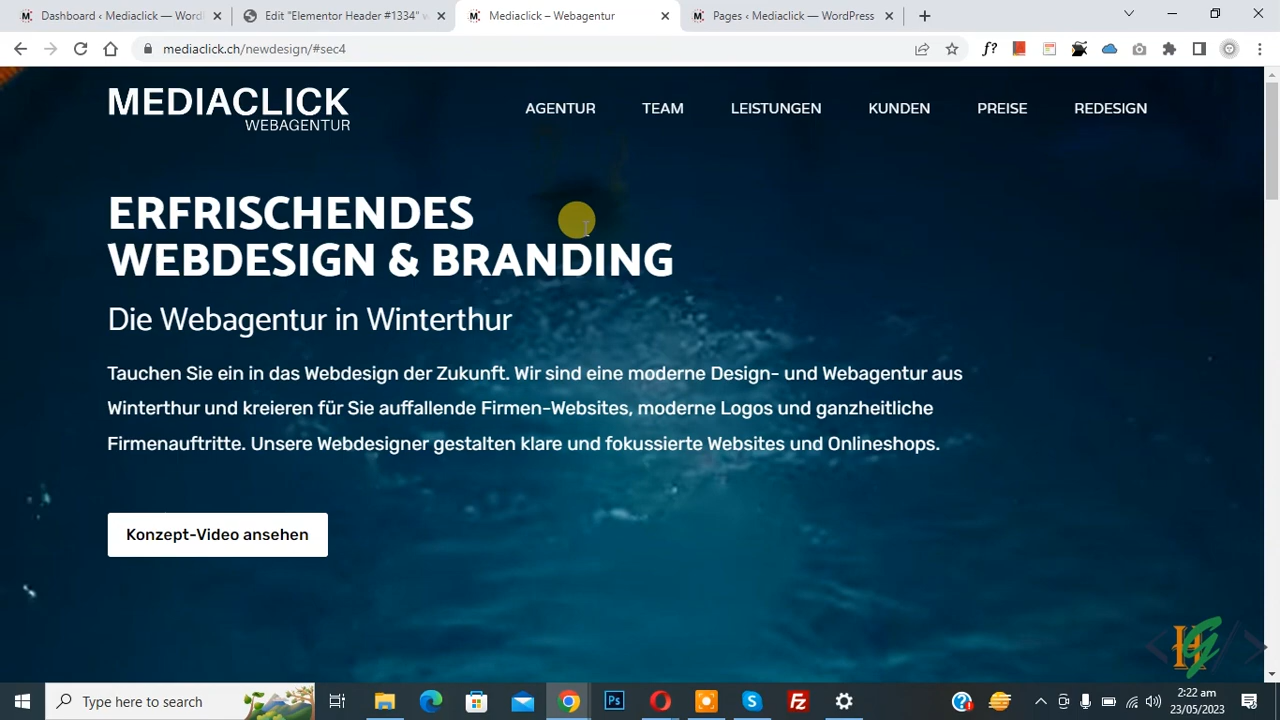 Dashboard ‹ Mediaclick — Word
Edit "Elementor Header #1334" w
Mediaclick – Webagentur
Pages ‹ Mediaclick — WordPress
mediaclick.ch/newdesign/#sec4
f?
MEDIACLICK
WEBAGENTUR
AGENTUR
TEAM
LEISTUNGEN
KUNDEN
PREISE
REDESIGN
ERFRISCHENDES
WEBDESIGN & BRANDING
Die Webagentur in Winterthur
Tauchen Sie ein in das Webdesign der Zukunft. Wir sind eine moderne Design- und Webagentur aus
Winterthur und kreieren für Sie auffallende Firmen-Websites, moderne Logos und ganzheitliche
Firmenauftritte. Unsere Webdesigner gestalten klare und fokussierte Websites und Onlineshops.
Konzept-Video ansehen
HG
Type here to search
Ps
2:22 am
23/05/2023